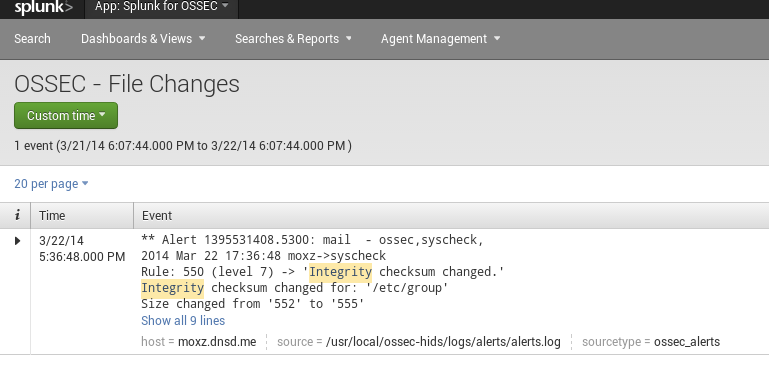 splunk> App: Splunk for OSSEC
Search Dashboards & Views Searches & Reports Agent Management
OSSEC - File Changes
Custom time
1 event (3/21/14 6:07:44.000 PM to 3/22/14 6:07:44.000 PM )
20 per page
i Time Event
3/22/14
5:36:48.000 PM
** Alert 1395531408.5300: mail  - ossec,syscheck,
2014 Mar 22 17:36:48 moxz->syscheck
Rule: 550 (level 7) -> 'Integrity checksum changed.'
Integrity checksum changed for: '/etc/group'
Size changed from '552' to '555'
Show all 9 lines
host = moxz.dnsd.me source = /usr/local/ossec-hids/logs/alerts/alerts.log sourcetype = ossec_alerts